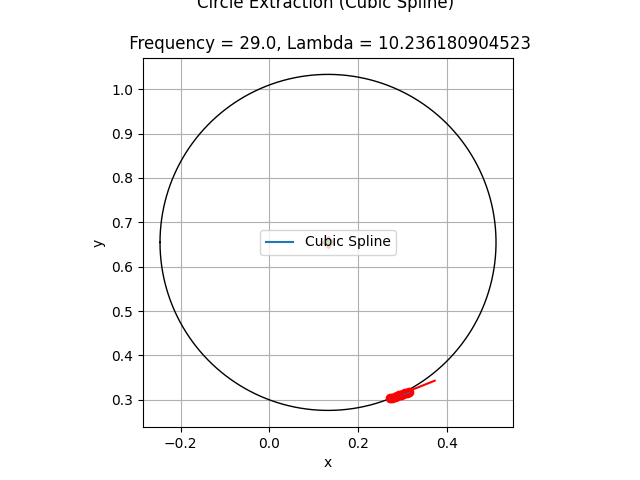 Circle Extraction (Cubic Spline)
Frequency = 29.0, Lambda = 10.236180904523
y
1.0
0.9
0.8
0.7
0.6
0.5
0.4
0.3
Cubic Spline
−0.2
0.0
0.2
0.4
x